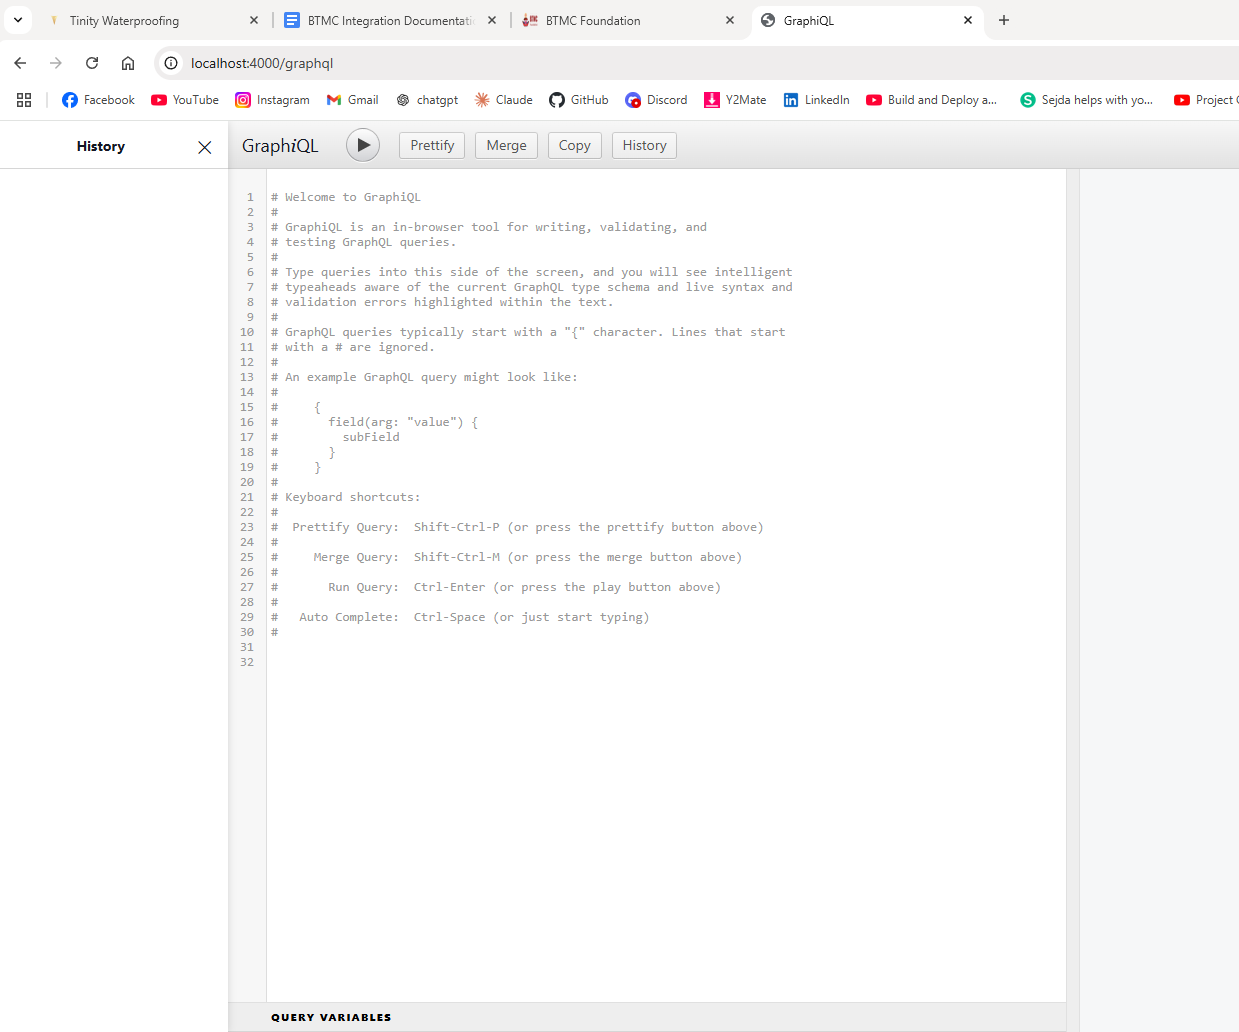 Tinity Waterproofing
BTMC Integration Documentati
BTMC Foundation
GraphiQL
localhost:4000/graphql
Facebook
YouTube
Instagram
Gmail
chatgpt
Claude
GitHub
Discord
Y2Mate
LinkedIn
Build and Deploy a...
Sejda helps with yo...
Project
History
GraphiQL
Prettify
Merge
Copy
History
1 # Welcome to GraphiQL
2 #
3 # GraphiQL is an in-browser tool for writing, validating, and
4 # testing GraphQL queries.
5 #
6 # Type queries into this side of the screen, and you will see intelligent
7 # typeaheads aware of the current GraphQL type schema and live syntax and
8 # validation errors highlighted within the text.
9 #
10 # GraphQL queries typically start with a "{" character. Lines that start
11 # with a # are ignored.
12 #
13 # An example GraphQL query might look like:
14 #
15 #     {
16 #       field(arg: "value") {
17 #         subField
18 #       }
19 #     }
20 #
21 # Keyboard shortcuts:
22 #
23 #  Prettify Query:  Shift-Ctrl-P (or press the prettify button above)
24 #
25 #     Merge Query:  Shift-Ctrl-M (or press the merge button above)
26 #
27 #       Run Query:  Ctrl-Enter (or press the play button above)
28 #
29 #   Auto Complete:  Ctrl-Space (or just start typing)
30 #
31
32
QUERY VARIABLES